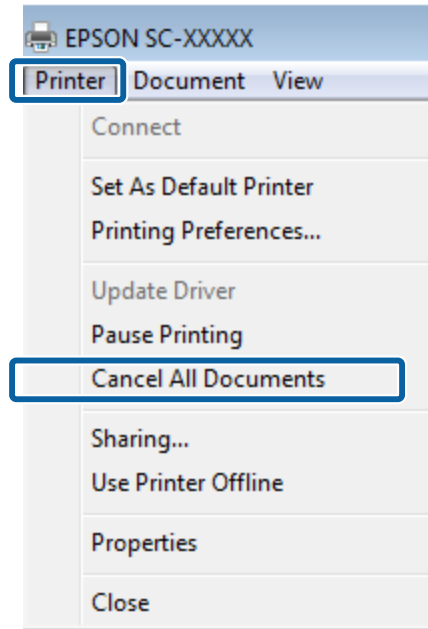 EPSON SC-XXXXX
Printer Document View
Connect
Set As Default Printer
Printing Preferences...
Update Driver
Pause Printing
Cancel All Documents
Sharing...
Use Printer Offline
Properties
Close